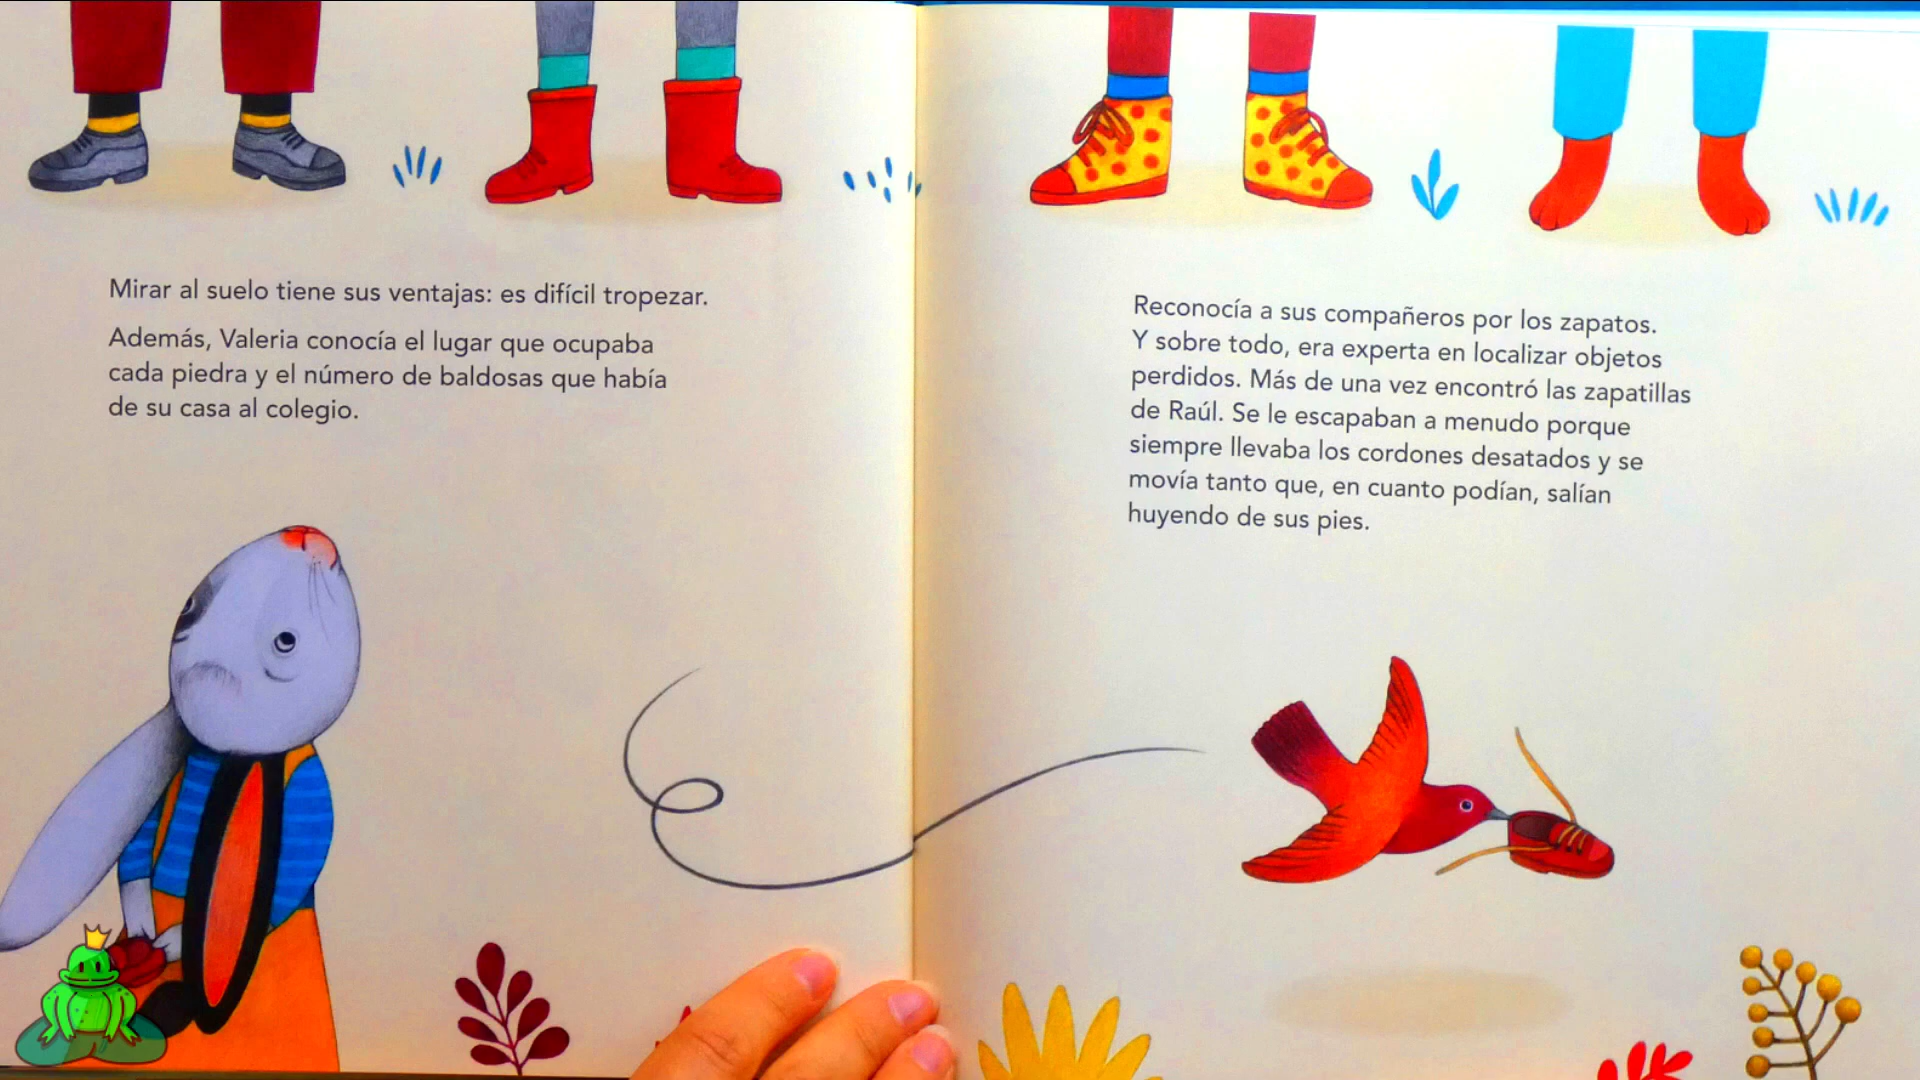 Mirar al suelo tiene sus ventajas: es difícil tropezar.
Además, Valeria conocía el lugar que ocupaba
cada piedra y el número de baldosas que había
de su casa al colegio.
Reconocía a sus compañeros por los zapatos.
Y sobre todo, era experta en localizar objetos
perdidos. Más de una vez encontró las zapatillas
de Raúl. Se le escapaban a menudo porque
siempre llevaba los cordones desatados y se
movía tanto que, en cuanto podían, salían
huyendo de sus pies.